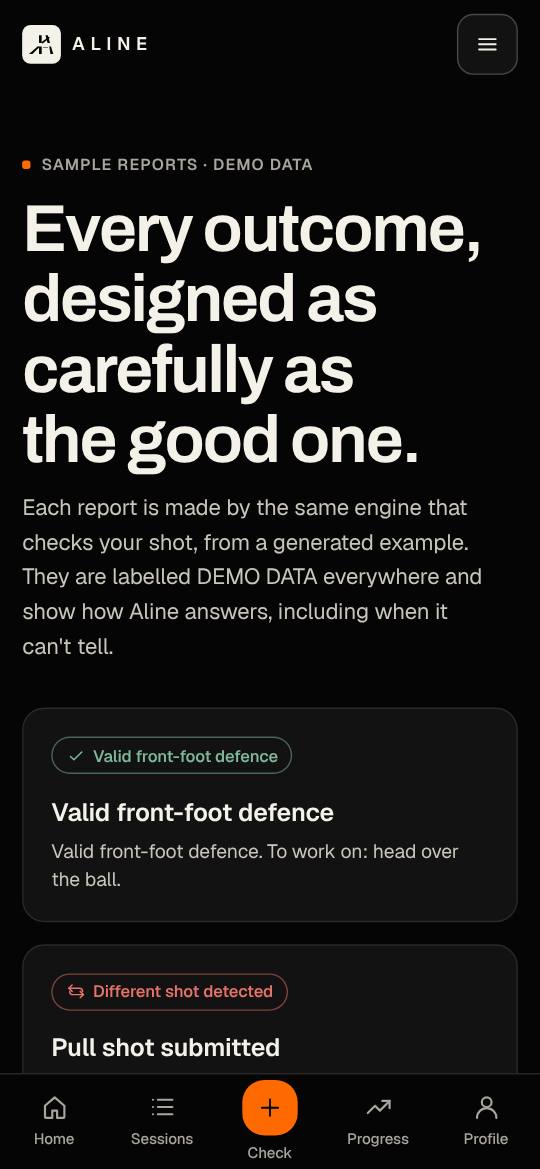 ALINE
SAMPLE REPORTS · DEMO DATA
Every outcome,
designed as
carefully as
the good one.
Each report is made by the same engine that
checks your shot, from a generated example.
They are labelled DEMO DATA everywhere and
show how Aline answers, including when it
can't tell.
Valid front-foot defence
Valid front-foot defence
Valid front-foot defence. To work on: head over
the ball.
Different shot detected
Pull shot submitted
Home
Sessions
Check
Progress
Profile